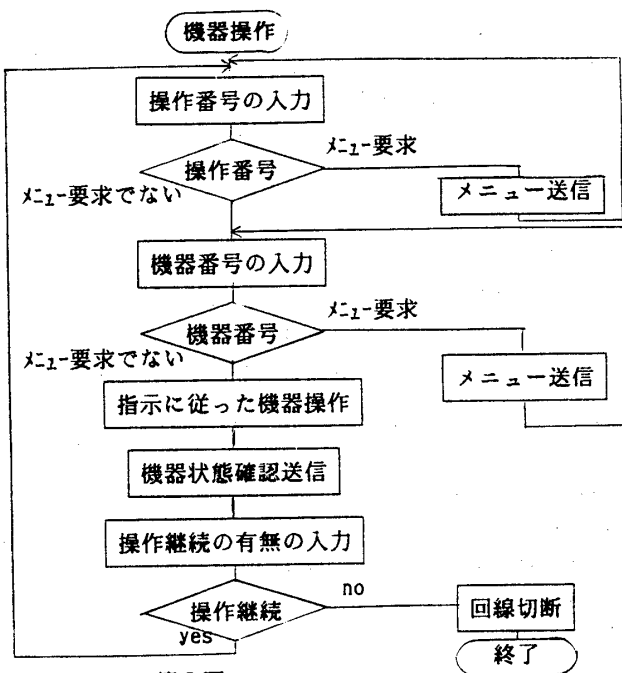 機器操作
操作番号の入力
操作番号
メニュー要求
メニュー要求でない
メニュー送信
機器番号の入力
機器番号
メニュー要求
メニュー要求でない
メニュー送信
指示に従った機器操作
機器状態確認送信
操作継続の有無の入力
操作継続
no
yes
回線切断
終了